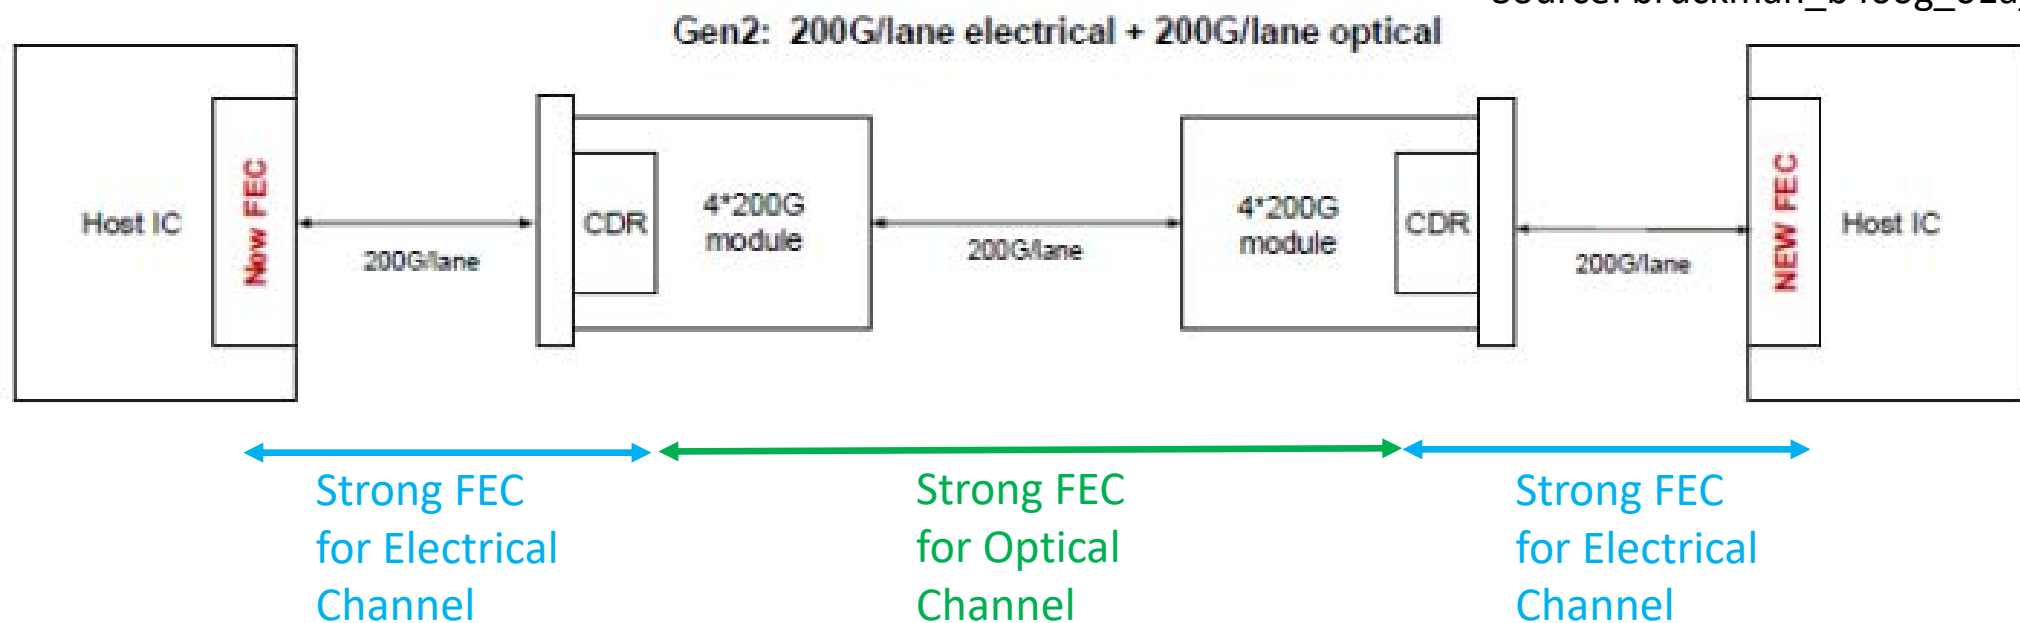 Gen2: 200G/lane electrical + 200G/lane optical
Host IC
New FEC
200G/lane
CDR
4*200G
module
200G/lane
4*200G
module
CDR
200G/lane
NEW FEC
Host IC
Strong FEC
for Electrical
Channel
Strong FEC
for Optical
Channel
Strong FEC
for Electrical
Channel